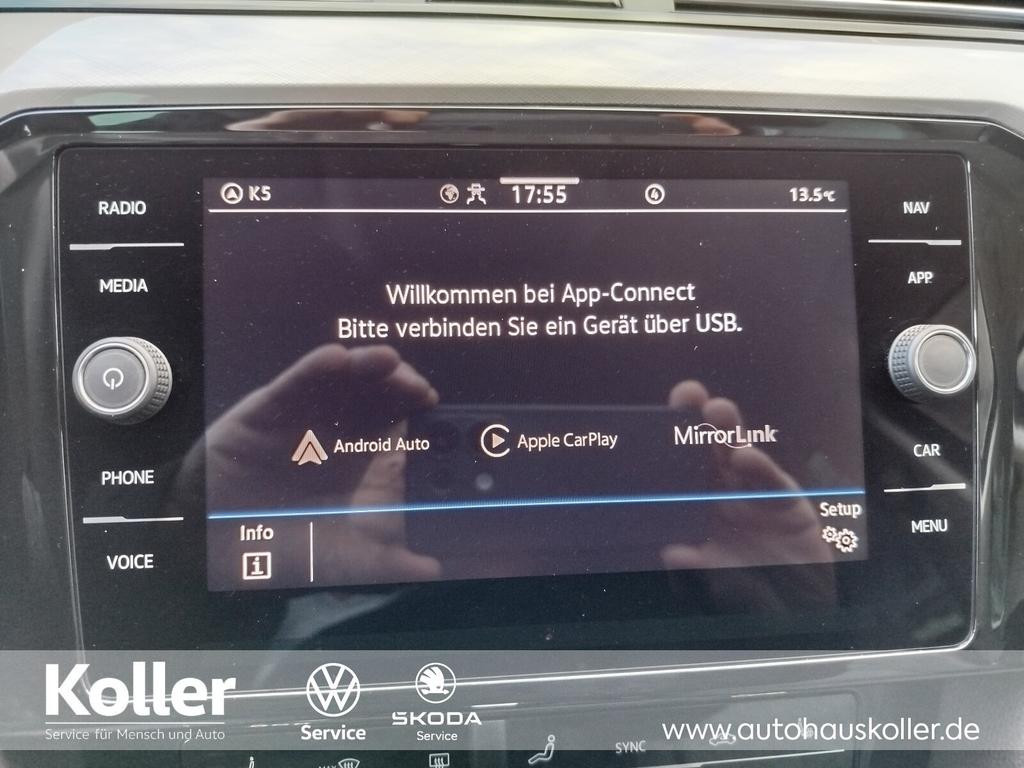 K5 17:55 4 13.5°C
RADIO
MEDIA
PHONE
VOICE
NAV
APP
CAR
MENU
Willkommen bei App-Connect
Bitte verbinden Sie ein Gerät über USB.
Android Auto Apple CarPlay MirrorLink
Info
i
Setup
Koller
Service für Mensch und Auto
Service
SKODA
Service
www.autohauskoller.de
MAX
SYNC